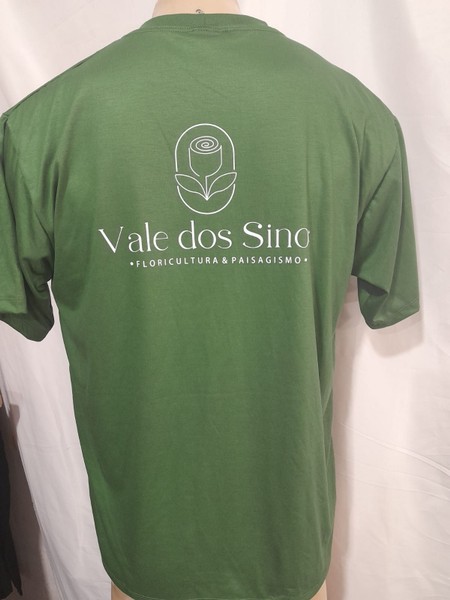 Vale dos Sino
•FLORICULTURA & PAISAGISMO•